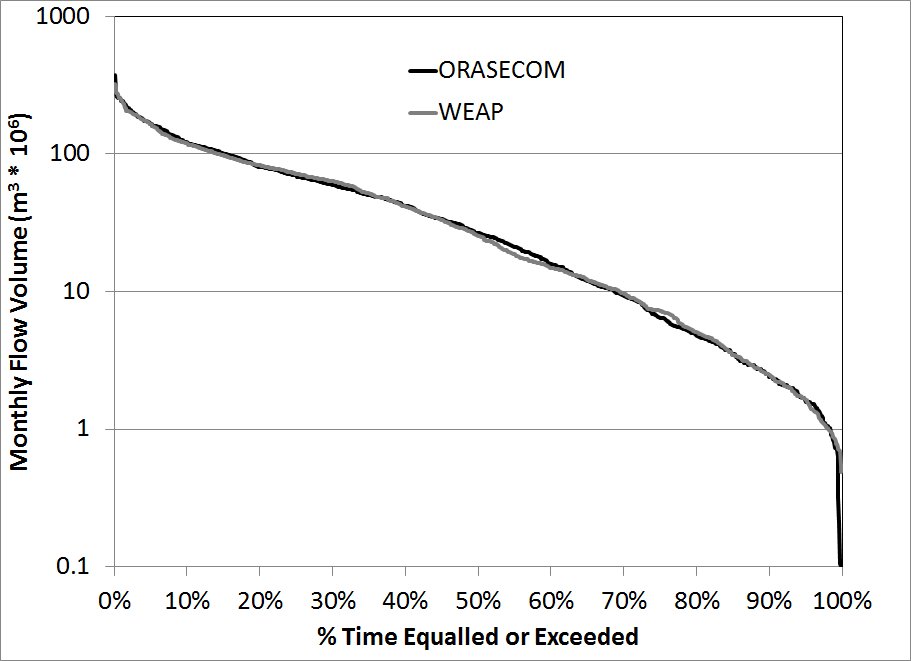 1000
100
10
1
0.1
Monthly Flow Volume (m³ * 10⁶)
ORASECOM
WEAP
0% 10% 20% 30% 40% 50% 60% 70% 80% 90% 100%
% Time Equalled or Exceeded